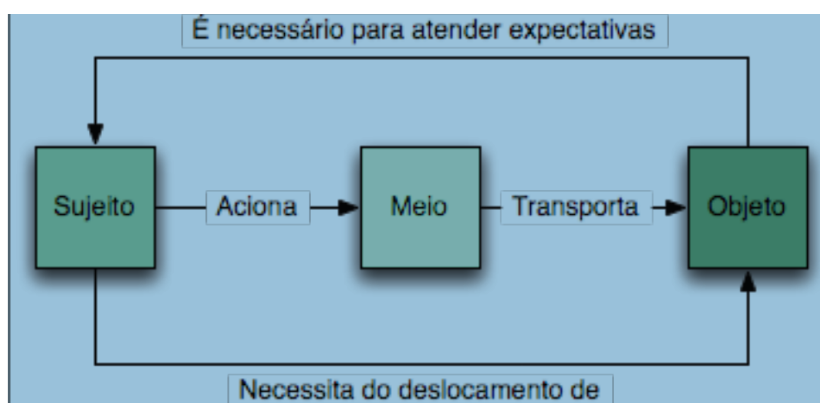 É necessário para atender expectativas
Sujeito
Aciona
Meio
Transporta
Objeto
Necessita do deslocamento de